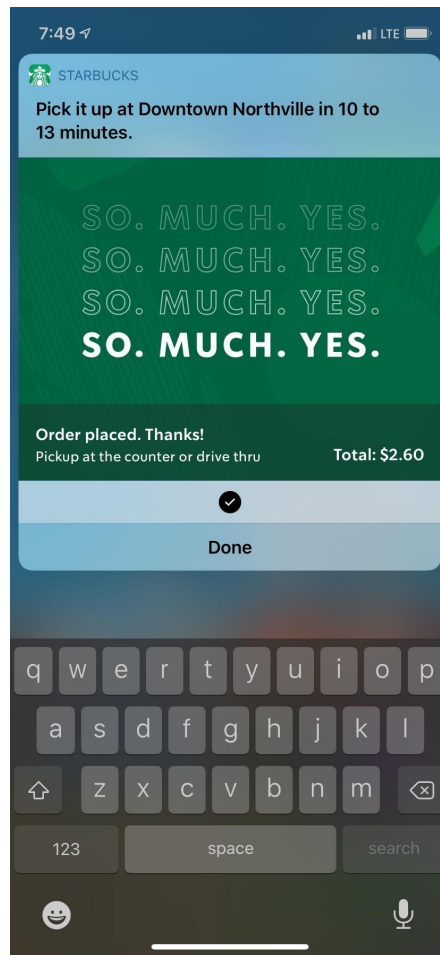 7:49
LTE
STARBUCKS
Pick it up at Downtown Northville in 10 to
13 minutes.
SO. MUCH. YES.
SO. MUCH. YES.
SO. MUCH. YES.
SO. MUCH. YES.
Order placed. Thanks!
Pickup at the counter or drive thru
Total: $2.60
Done
q w e r t y u i o p
a s d f g h j k l
z x c v b n m
123 space search